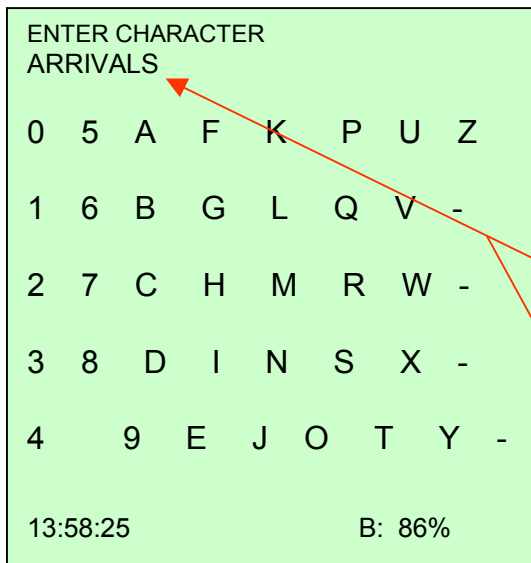 ENTER CHARACTER
ARRIVALS
0 5 A F K P U Z
1 6 B G L Q V -
2 7 C H M R W -
3 8 D I N S X -
4 9 E J O T Y -
13:58:25 B: 86%